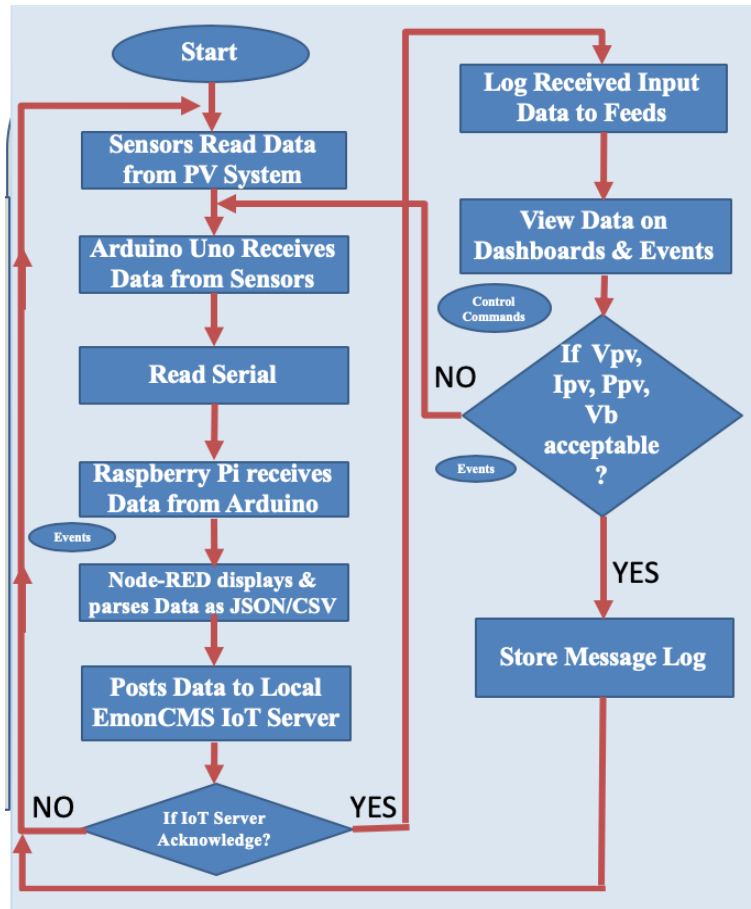 Start
Sensors Read Data
from PV System
Arduino Uno Receives
Data from Sensors
Read Serial
Raspberry Pi receives
Data from Arduino
Events
Node-RED displays &
parses Data as JSON/CSV
Posts Data to Local
EmonCMS IoT Server
If IoT Server
Acknowledge?
NO
YES
Log Received Input
Data to Feeds
View Data on
Dashboards & Events
Control
Commands
If Vpv,
Ipv, Ppv,
Vb
acceptable
?
NO
Events
YES
Store Message Log